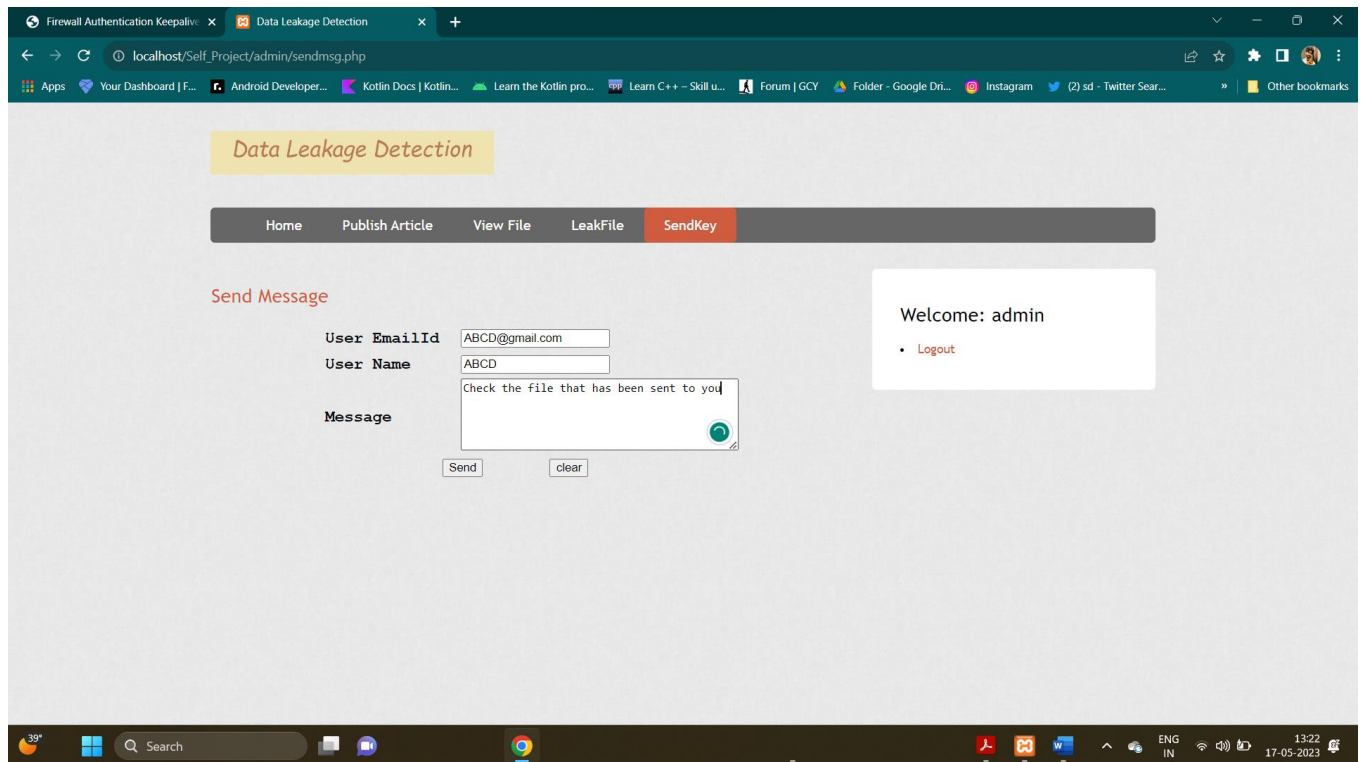 Firewall Authentication Keepalive
Data Leakage Detection
localhost/Self_Project/admin/sendmsg.php
Apps
Your Dashboard | F...
Android Developer...
Kotlin Docs | Kotlin...
Learn the Kotlin pro...
cpp
Learn C++ – Skill u...
Forum | GCY
Folder - Google Dri...
Instagram
(2) sd - Twitter Sear...
»
Other bookmarks
Data Leakage Detection
Home Publish Article View File LeakFile SendKey
Send Message
User EmailId ABCD@gmail.com
User Name ABCD
Message Check the file that has been sent to you
Send clear
Welcome: admin
• Logout
39°
Search
W
ENG
IN
13:22
17-05-2023